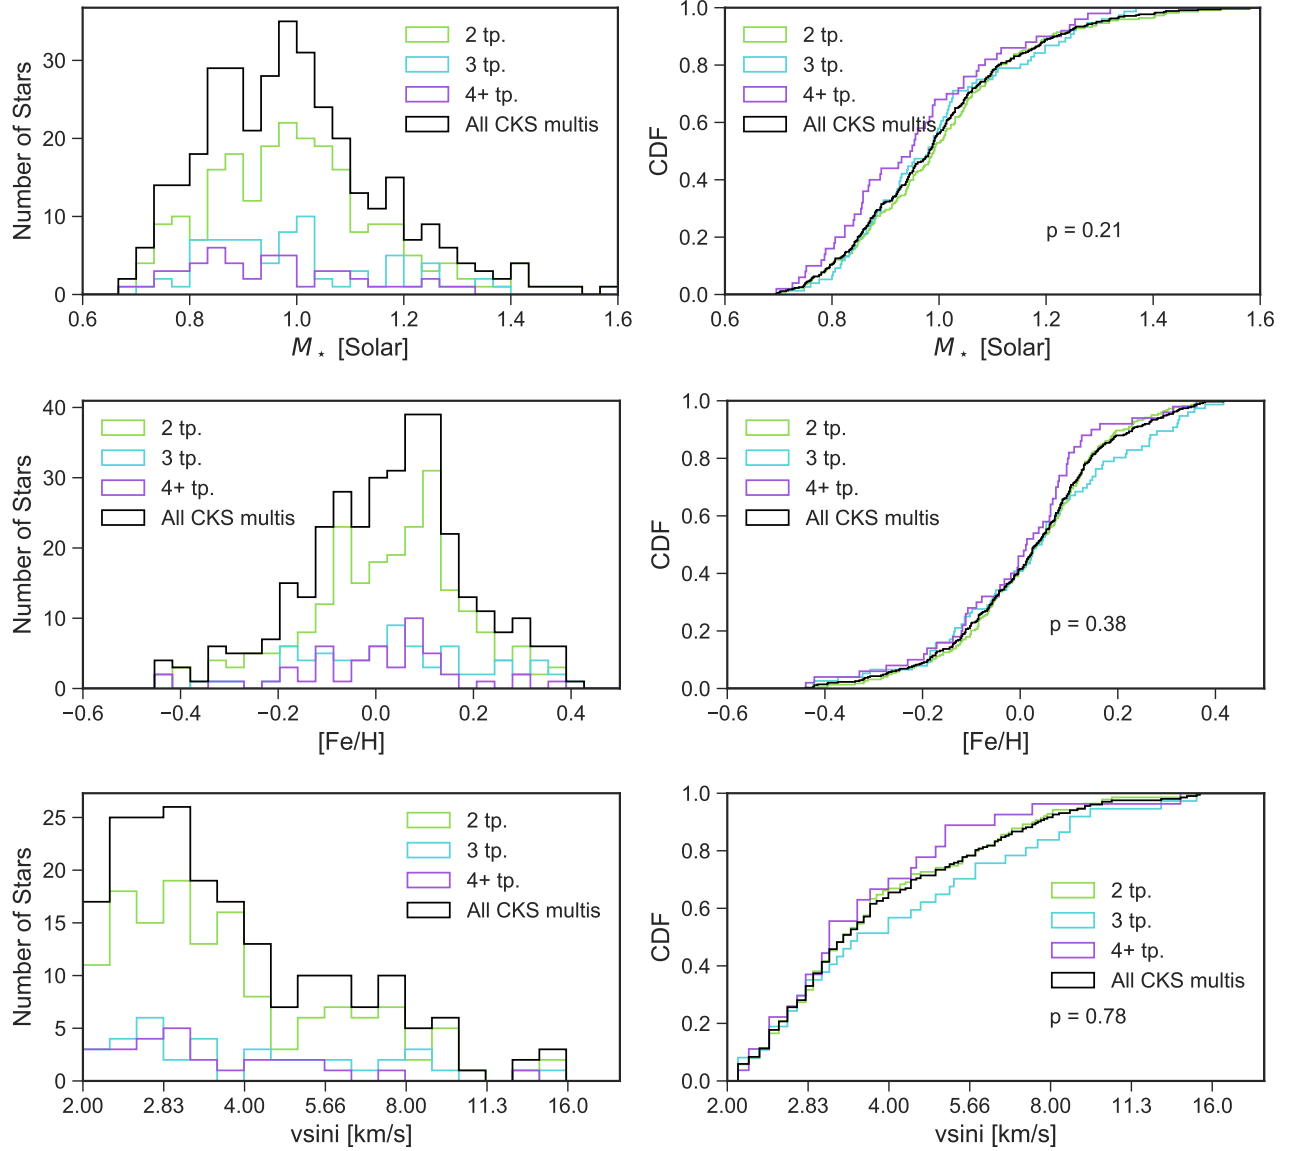 Number of Stars
30
20
10
0
2 tp.
3 tp.
4+ tp.
All CKS multis
0.6 0.8 1.0 1.2 1.4 1.6
M⋆ [Solar]
CDF
1.0
0.8
0.6
0.4
0.2
0.0
2 tp.
3 tp.
4+ tp.
All CKS multis
p = 0.21
0.6 0.8 1.0 1.2 1.4 1.6
M⋆ [Solar]
Number of Stars
40
30
20
10
0
2 tp.
3 tp.
4+ tp.
All CKS multis
−0.6 −0.4 −0.2 0.0 0.2 0.4
[Fe/H]
CDF
1.0
0.8
0.6
0.4
0.2
0.0
2 tp.
3 tp.
4+ tp.
All CKS multis
p = 0.38
−0.6 −0.4 −0.2 0.0 0.2 0.4
[Fe/H]
Number of Stars
25
20
15
10
5
0
2 tp.
3 tp.
4+ tp.
All CKS multis
2.00 2.83 4.00 5.66 8.00 11.3 16.0
vsini [km/s]
CDF
1.0
0.8
0.6
0.4
0.2
0.0
2 tp.
3 tp.
4+ tp.
All CKS multis
p = 0.78
2.00 2.83 4.00 5.66 8.00 11.3 16.0
vsini [km/s]